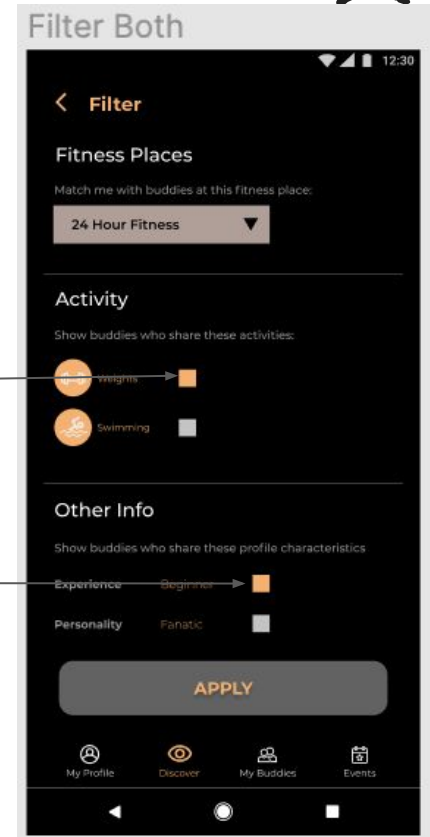 Filter Both
12:30
Filter
Fitness Places
Match me with buddies at this fitness place:
24 Hour Fitness
Activity
Show buddies who share these activities:
Weights
Swimming
Other Info
Show buddies who share these profile characteristics
Experience Beginner
Personality Fanatic
APPLY
My Profile Discover My Buddies Events